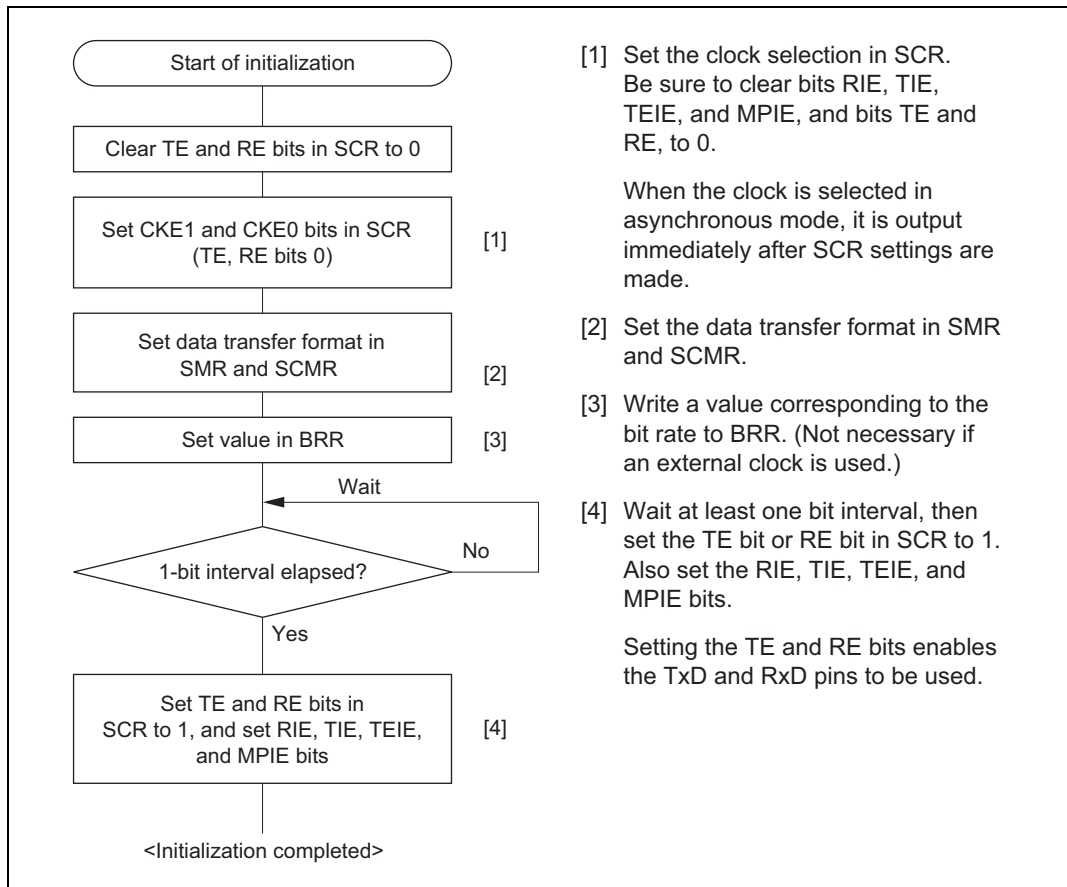 Start of initialization
Clear TE and RE bits in SCR to 0
Set CKE1 and CKE0 bits in SCR
(TE, RE bits 0)
[1]
Set data transfer format in
SMR and SCMR
[2]
Set value in BRR
[3]
Wait
No
1-bit interval elapsed?
Yes
Set TE and RE bits in
SCR to 1, and set RIE, TIE, TEIE,
and MPIE bits
[4]
<Initialization completed>
[1] Set the clock selection in SCR.
Be sure to clear bits RIE, TIE,
TEIE, and MPIE, and bits TE and
RE, to 0.
When the clock is selected in
asynchronous mode, it is output
immediately after SCR settings are
made.
[2] Set the data transfer format in SMR
and SCMR.
[3] Write a value corresponding to the
bit rate to BRR. (Not necessary if
an external clock is used.)
[4] Wait at least one bit interval, then
set the TE bit or RE bit in SCR to 1.
Also set the RIE, TIE, TEIE, and
MPIE bits.
Setting the TE and RE bits enables
the TxD and RxD pins to be used.